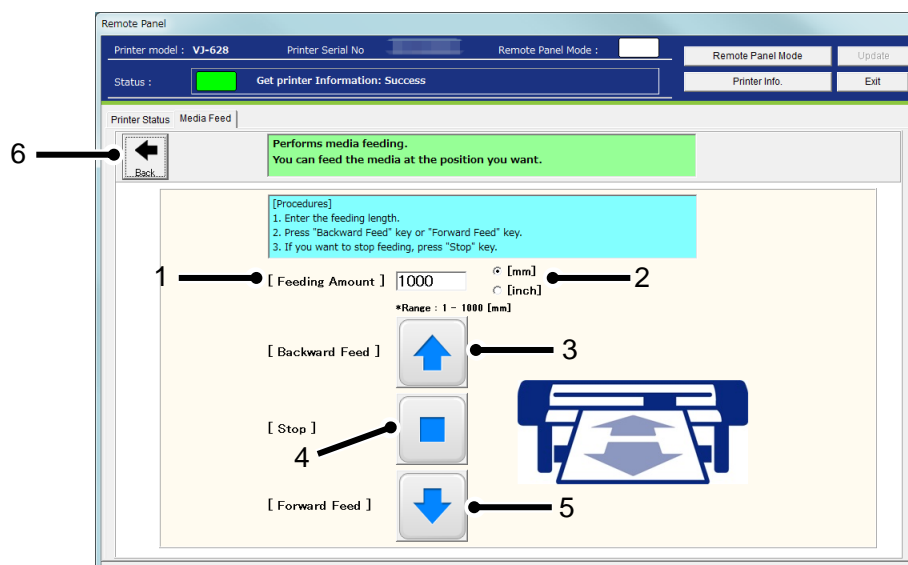 Remote Panel
Printer model : VJ-628 Printer Serial No Remote Panel Mode :
Remote Panel Mode Update
Status : Get printer Information: Success
Printer Info. Exit
Printer Status Media Feed
6
Back
Performs media feeding.
You can feed the media at the position you want.
[Procedures]
1. Enter the feeding length.
2. Press "Backward Feed" key or "Forward Feed" key.
3. If you want to stop feeding, press "Stop" key.
1 [ Feeding Amount ] 1000 [mm] 2
[inch]
*Range : 1 - 1000 [mm]
[ Backward Feed ] 3
[ Stop ]
4
[ Forward Feed ] 5